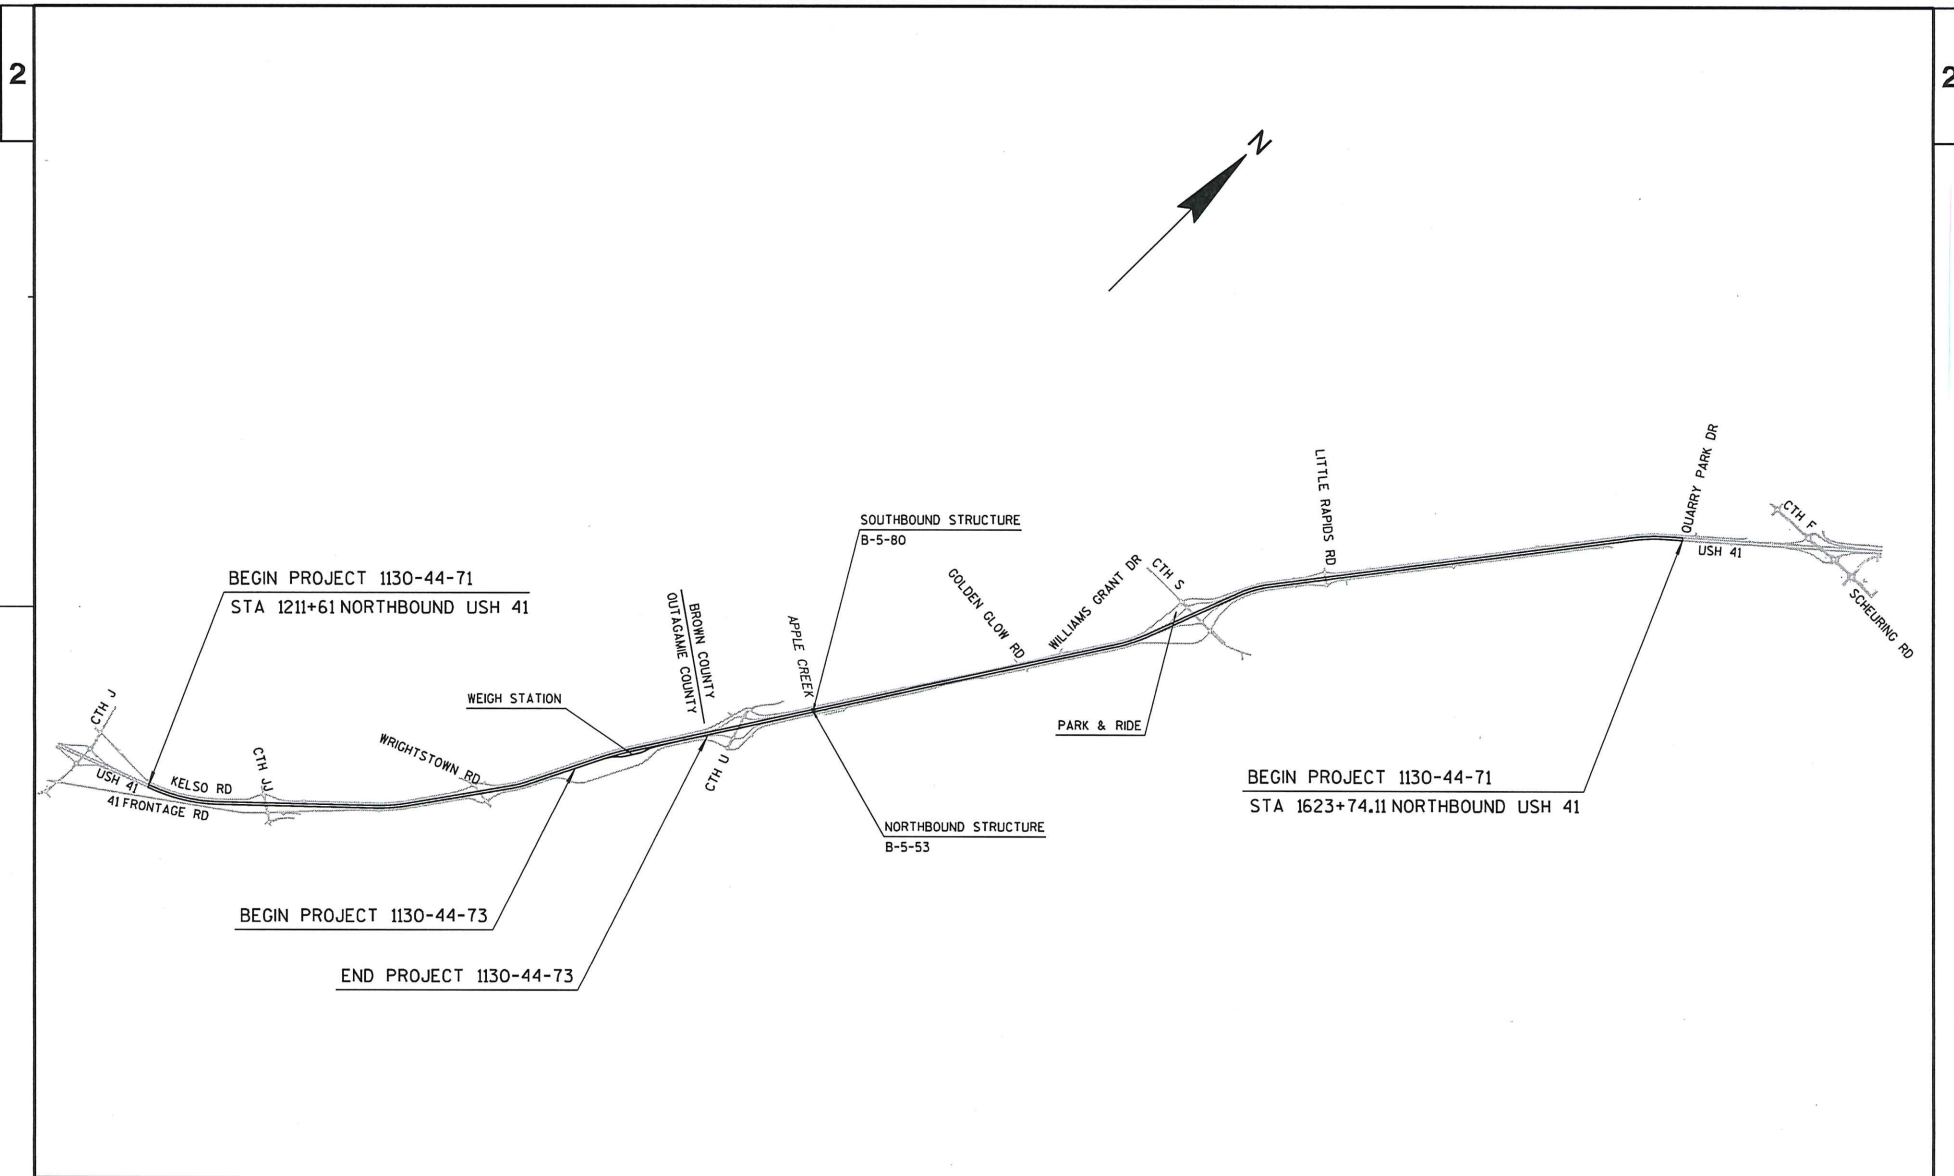 2
2
N
QUARRY PARK DR
LITTLE RAPIDS RD
CTH F
USH 41
SCHEURING RD
SOUTHBOUND STRUCTURE
B-5-80
CTH S
WILLIAMS GRANT DR
GOLDEN GLOW RD
BEGIN PROJECT 1130-44-71
STA 1211+61 NORTHBOUND USH 41
BROWN COUNTY
OUTAGAMIE COUNTY
APPLE CREEK
WEIGH STATION
PARK & RIDE
CTH J
WRIGHTSTOWN RD
CTH JJ
CTH U
USH 41
KELSO RD
41 FRONTAGE RD
BEGIN PROJECT 1130-44-71
STA 1623+74.11 NORTHBOUND USH 41
NORTHBOUND STRUCTURE
B-5-53
BEGIN PROJECT 1130-44-73
END PROJECT 1130-44-73